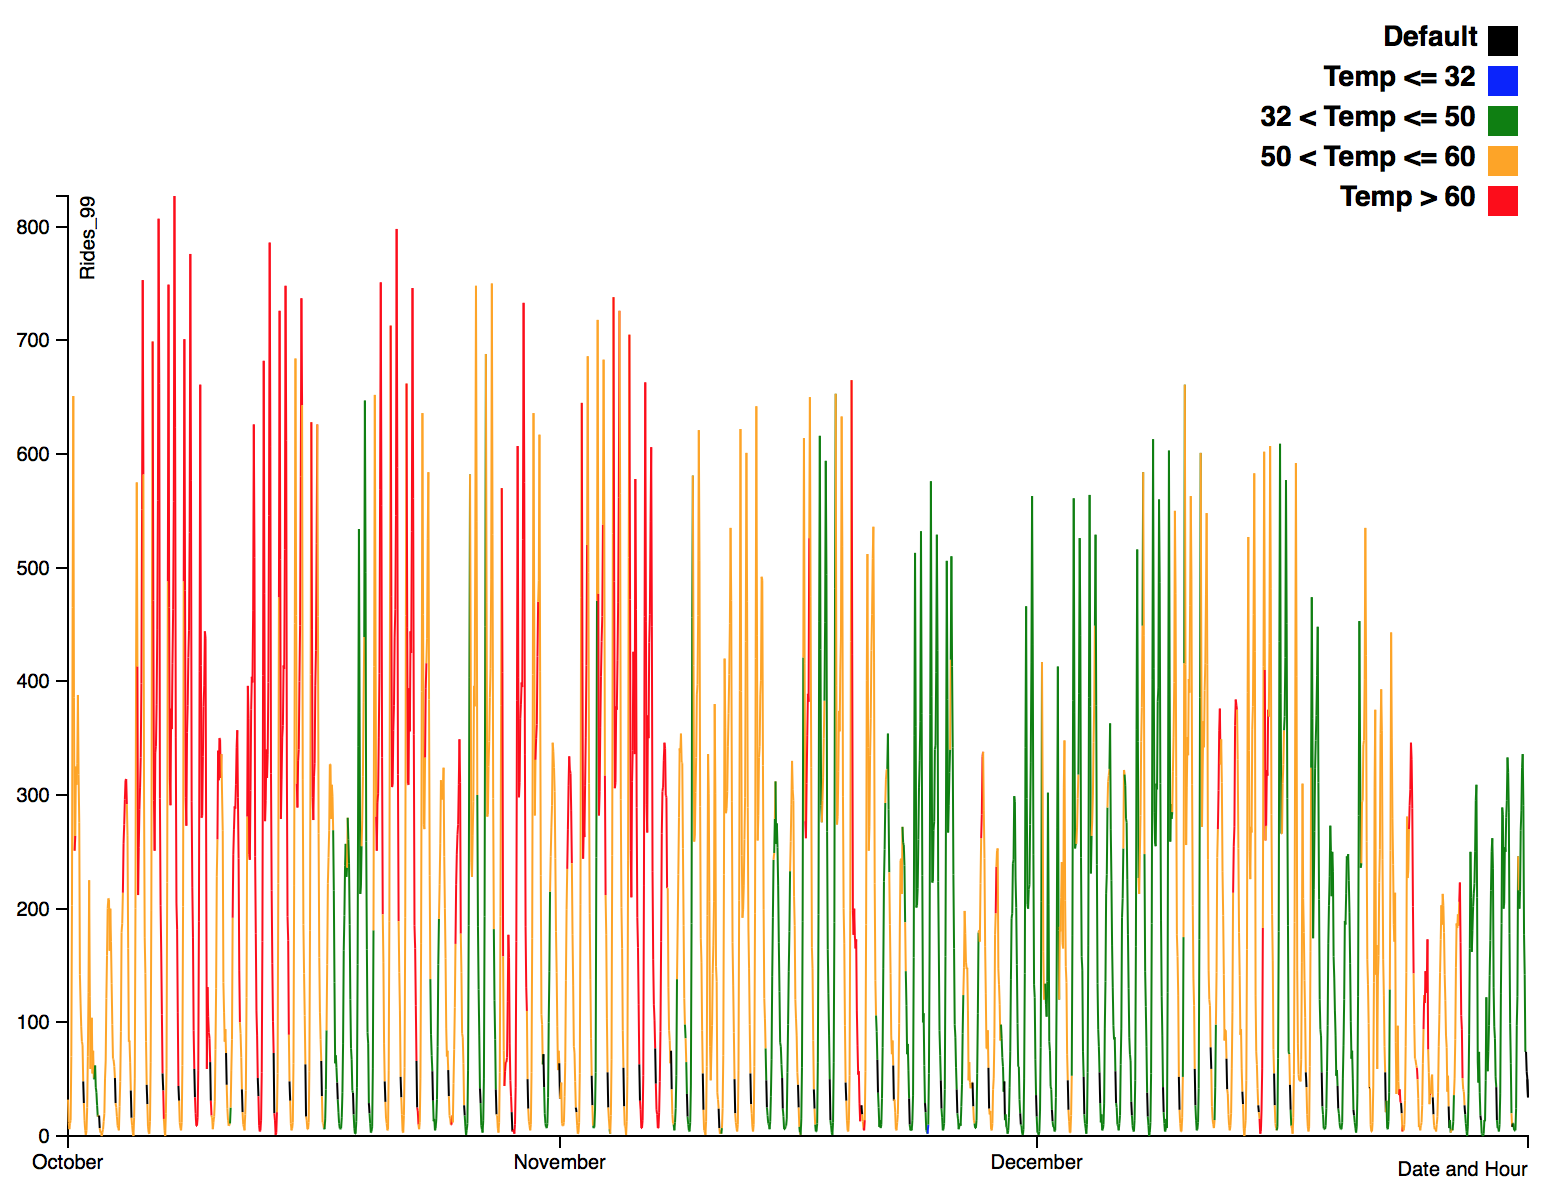 Default
Temp <= 32
32 < Temp <= 50
50 < Temp <= 60
Temp > 60
Rides_99
800
700
600
500
400
300
200
100
0
October
November
December
Date and Hour